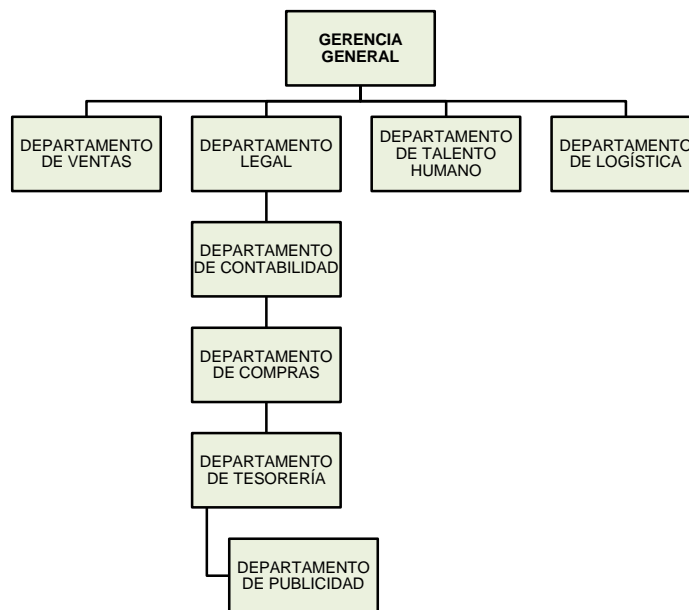 GERENCIA
GENERAL
DEPARTAMENTO
DE VENTAS
DEPARTAMENTO
LEGAL
DEPARTAMENTO
DE TALENTO
HUMANO
DEPARTAMENTO
DE LOGÍSTICA
DEPARTAMENTO
DE CONTABILIDAD
DEPARTAMENTO
DE COMPRAS
DEPARTAMENTO
DE TESORERÍA
DEPARTAMENTO
DE PUBLICIDAD